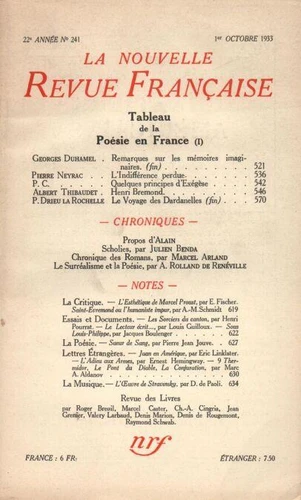 22e ANNÉE No 241 1er OCTOBRE 1933
LA NOUVELLE
REVUE FRANÇAISE
Tableau
de la
Poésie en France (I)
GEORGES DUHAMEL . Remarques sur les mémoires imagi-
naires. (fin) . . . . . . . . . 521
PIERRE NEYRAC . . L'Indifférence perdue . . . . . . . 536
P. C. . . . . . . Quelques principes d'Exégèse . . . 542
ALBERT THIBAUDET . Henri Bremond . . . . . . . . . 546
P. DRIEU LA ROCHELLE Le Voyage des Dardanelles (fin) . . 570
— CHRONIQUES —
Propos d'ALAIN
Scholies, par JULIEN BENDA
Chronique des Romans, par MARCEL ARLAND
Le Surréalisme et la Poésie, par A. ROLLAND DE RENÉVILLE
— NOTES —
La Critique. — L'Esthétique de Marcel Proust, par E. Fischer.
Saint-Evremond ou l'humaniste impur, par A.-M. Schmidt 619
Essais et Documents. — Les Sorciers du canton, par Henri
Pourrat. — Le Lecteur écrit..., par Louis Guilloux. — Sous
Louis-Philippe, par Jacques Boulenger . . . . . . . . 622
La Poésie. — Sueur de Sang, par Pierre Jean Jouve. . . 627
Lettres Étrangères. — Juan en Amérique, par Eric Linklater.
— L'Adieu aux Armes, par Ernest Hemingway. — 9 Ther-
midor, Le Pont du Diable, La Conjuration, par Marc
A. Aldanov . . . . . . . . . . . . . . . 630
La Musique. — L'Œuvre de Strawinsky, par D. de Paoli. 634
Revue des Livres
par Roger Breuil, Marcel Caster, Ch.-A. Cingria, Jean
Grenier, Valery Larbaud, Denis Marion, Denis de Rougemont,
Raymond Schwab.
nrf
FRANCE : 6 FR. ÉTRANGER : 7.50